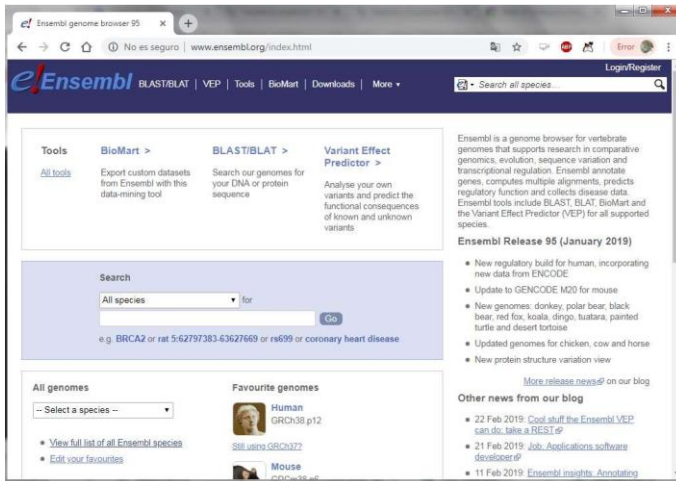 Ensembl genome browser 95
No es seguro | www.ensembl.org/index.html
Error
Login/Register
e!Ensembl BLAST/BLAT | VEP | Tools | BioMart | Downloads | More
Search all species...
Tools
All tools
BioMart >
Export custom datasets
from Ensembl with this
data-mining tool
BLAST/BLAT >
Search our genomes for
your DNA or protein
sequence
Variant Effect
Predictor >
Analyse your own
variants and predict the
functional consequences
of known and unknown
variants
Search
All species for
Go
e.g. BRCA2 or rat 5:62797383-63627669 or rs699 or coronary heart disease
All genomes
-- Select a species --
View full list of all Ensembl species
Edit your favourites
Favourite genomes
Human
GRCh38.p12
Still using GRCh37?
Mouse
GRCm38.p6
Ensembl is a genome browser for vertebrate
genomes that supports research in comparative
genomics, evolution, sequence variation and
transcriptional regulation. Ensembl annotate
genes, computes multiple alignments, predicts
regulatory function and collects disease data.
Ensembl tools include BLAST, BLAT, BioMart and
the Variant Effect Predictor (VEP) for all supported
species.
Ensembl Release 95 (January 2019)
New regulatory build for human, incorporating
new data from ENCODE
Update to GENCODE M20 for mouse
New genomes: donkey, polar bear, black
bear, red fox, koala, dingo, tuatara, painted
turtle and desert tortoise
Updated genomes for chicken, cow and horse
New protein structure variation view
More release news on our blog
Other news from our blog
22 Feb 2019: Cool stuff the Ensembl VEP
can do: take a REST
21 Feb 2019: Job: Applications software
developer
11 Feb 2019: Ensembl insights: Annotating